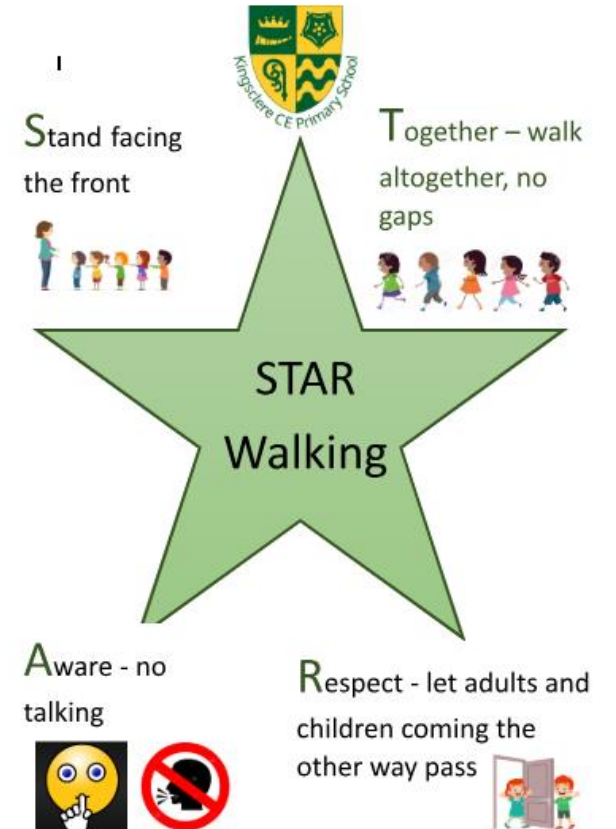 Kingsclere CE Primary School
I
Stand facing
the front
Together – walk
altogether, no
gaps
STAR
Walking
Aware - no
talking
Respect - let adults and
children coming the
other way pass